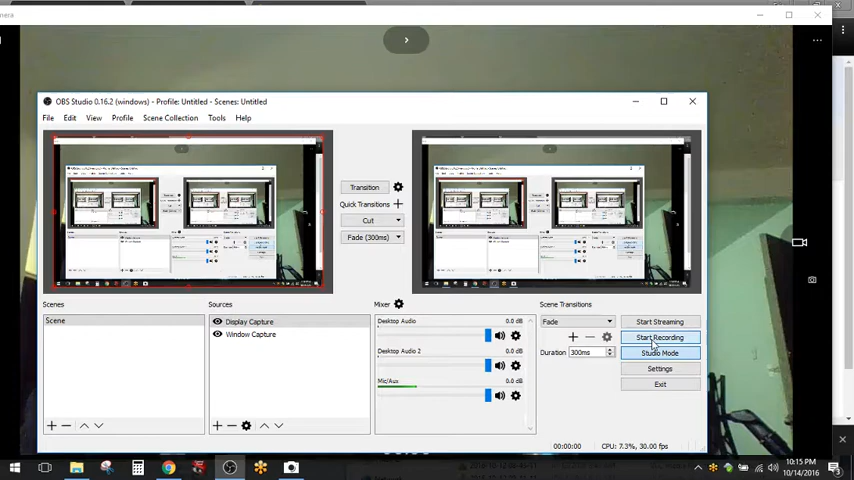 mera
OBS Studio 0.16.2 (windows) - Profile: Untitled - Scenes: Untitled
File Edit View Profile Scene Collection Tools Help
Transition
Quick Transitions
Cut
Fade (300ms)
Scenes
Scene
Sources
Display Capture
Window Capture
Mixer
Desktop Audio 0.0 dB
Desktop Audio 2 0.0 dB
Mic/Aux 0.0 dB
Scene Transitions
Fade
Duration 300ms
Start Streaming
Start Recording
Studio Mode
Settings
Exit
00:00:00 CPU: 7.3%, 30.00 fps
10:15 PM
10/14/2016